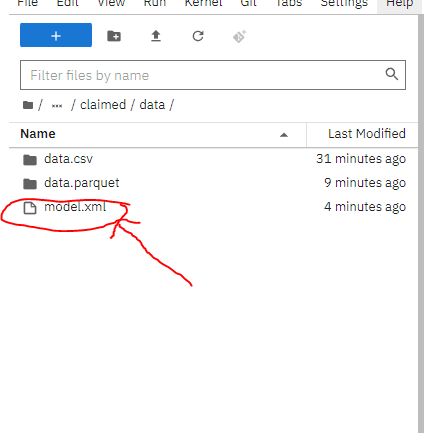 File Edit View Run Kernel Git Tabs Settings Help
+
Filter files by name
/ ··· / claimed / data /
Name Last Modified
data.csv 31 minutes ago
data.parquet 9 minutes ago
model.xml 4 minutes ago